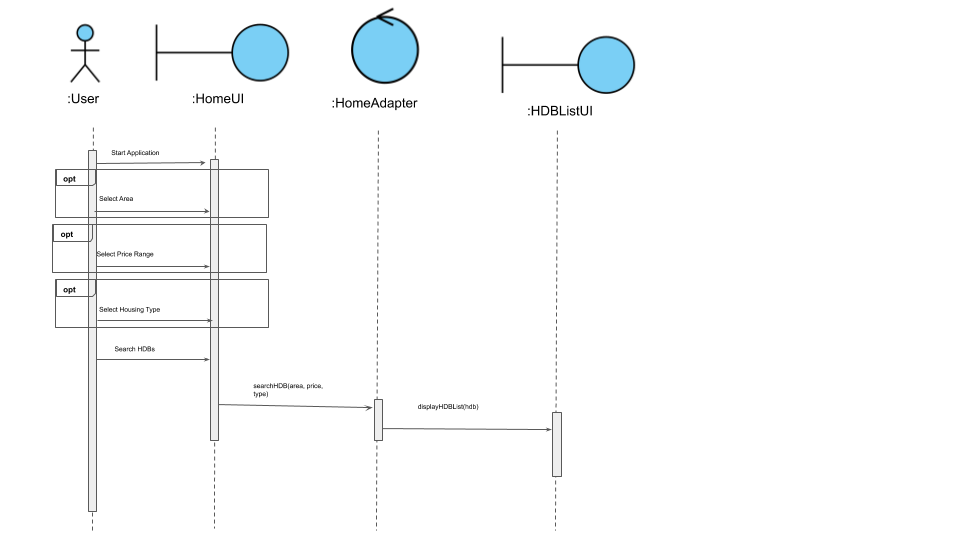 :User
:HomeUI
:HomeAdapter
:HDBListUI
Start Application
opt
Select Area
opt
Select Price Range
opt
Select Housing Type
Search HDBs
searchHDB(area, price,
type)
displayHDBList(hdb)